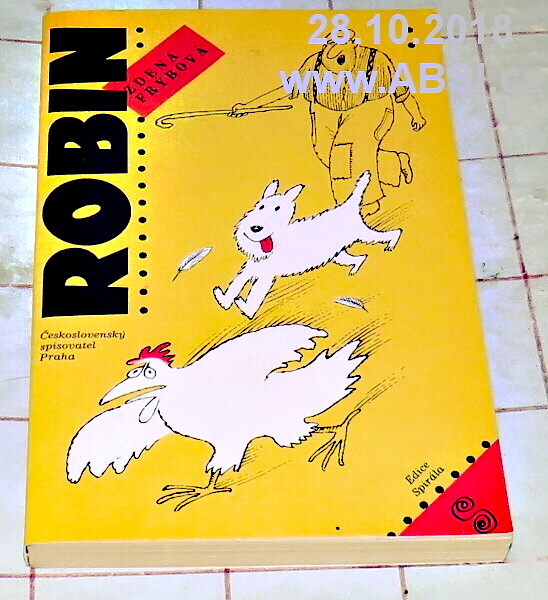 28.10.2018
www.ABS
ROBIN
ZDENA
FRÝBOVÁ
Československý
spisovatel
Praha
Edice
Spirála